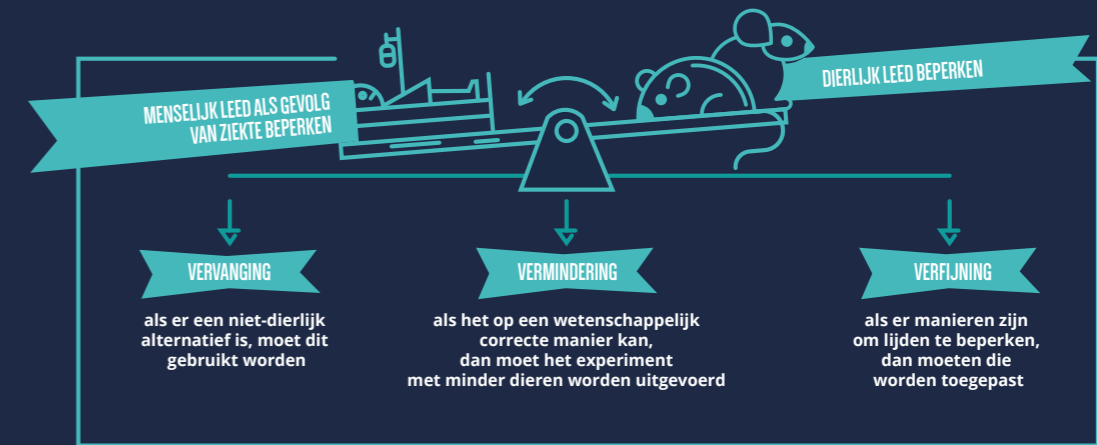 MENSELIJK LEED ALS GEVOLG
VAN ZIEKTE BEPERKEN
DIERLIJK LEED BEPERKEN
VERVANGING
als er een niet-dierlijk
alternatief is, moet dit
gebruikt worden
VERMINDERING
als het op een wetenschappelijk
correcte manier kan,
dan moet het experiment
met minder dieren worden uitgevoerd
VERFIJNING
als er manieren zijn
om lijden te beperken,
dan moeten die
worden toegepast